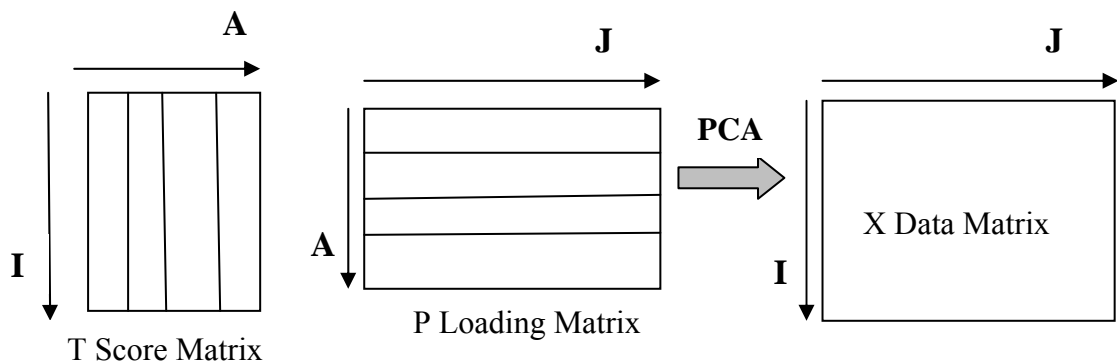 A
I
T Score Matrix
J
A
P Loading Matrix
PCA
J
I
X Data Matrix